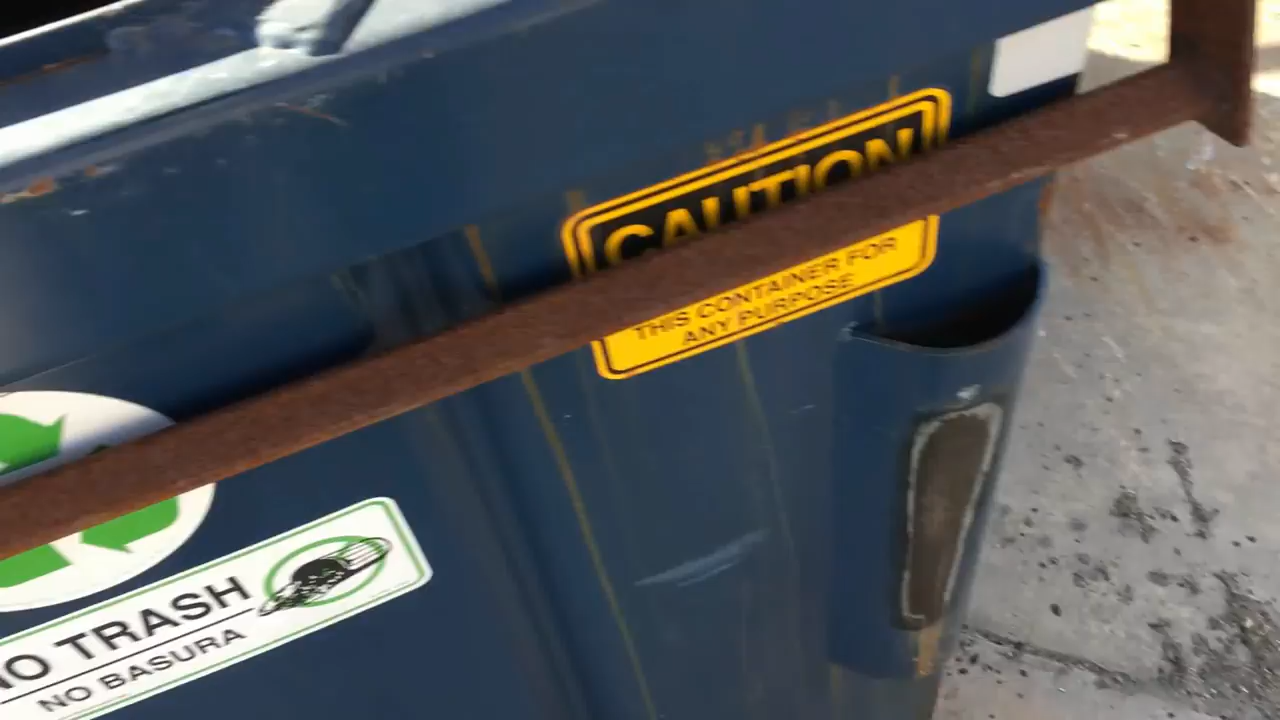 CAUTION
THIS CONTAINER FOR
ANY PURPOSE
NO TRASH
NO BASURA